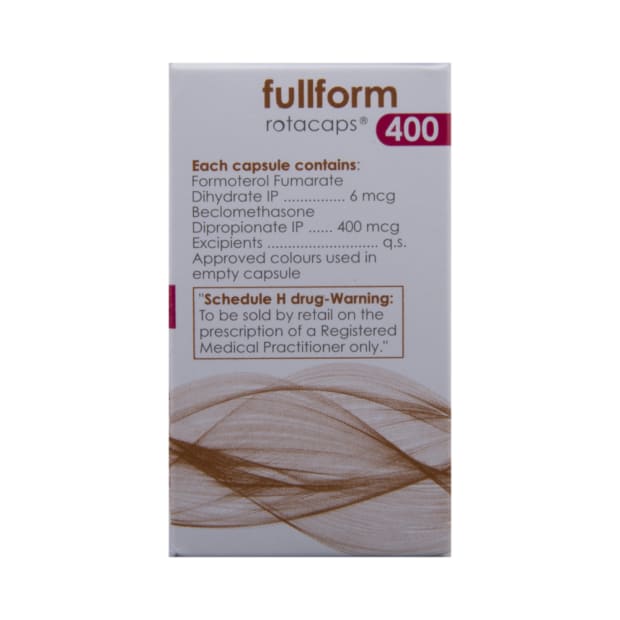 fullform
rotacaps®
400
Each capsule contains:
Formoterol Fumarate
Dihydrate IP ............... 6 mcg
Beclomethasone
Dipropionate IP ...... 400 mcg
Excipients .......................... q.s.
Approved colours used in
empty capsule
"Schedule H drug-Warning:
To be sold by retail on the
prescription of a Registered
Medical Practitioner only."